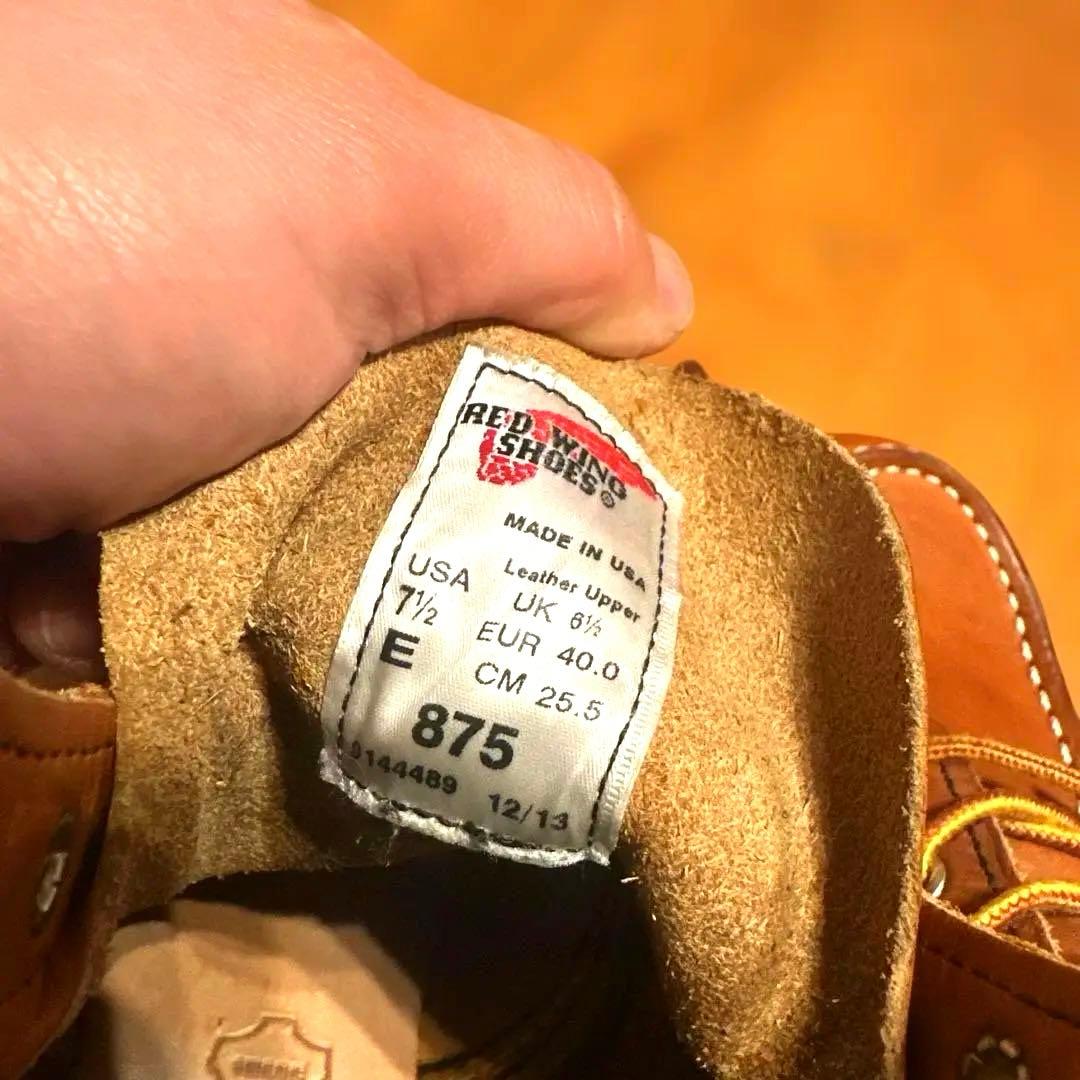 RED WING
SHOES®
MADE IN USA
Leather Upper
USA UK 6½
7½ EUR 40.0
E CM 25.5
875
12/13